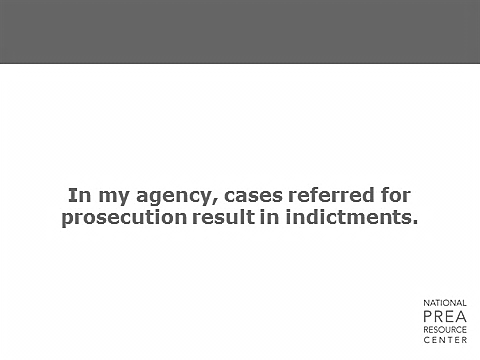 In my agency, cases referred for
prosecution result in indictments.
NATIONAL
PREA
RESOURCE
CENTER